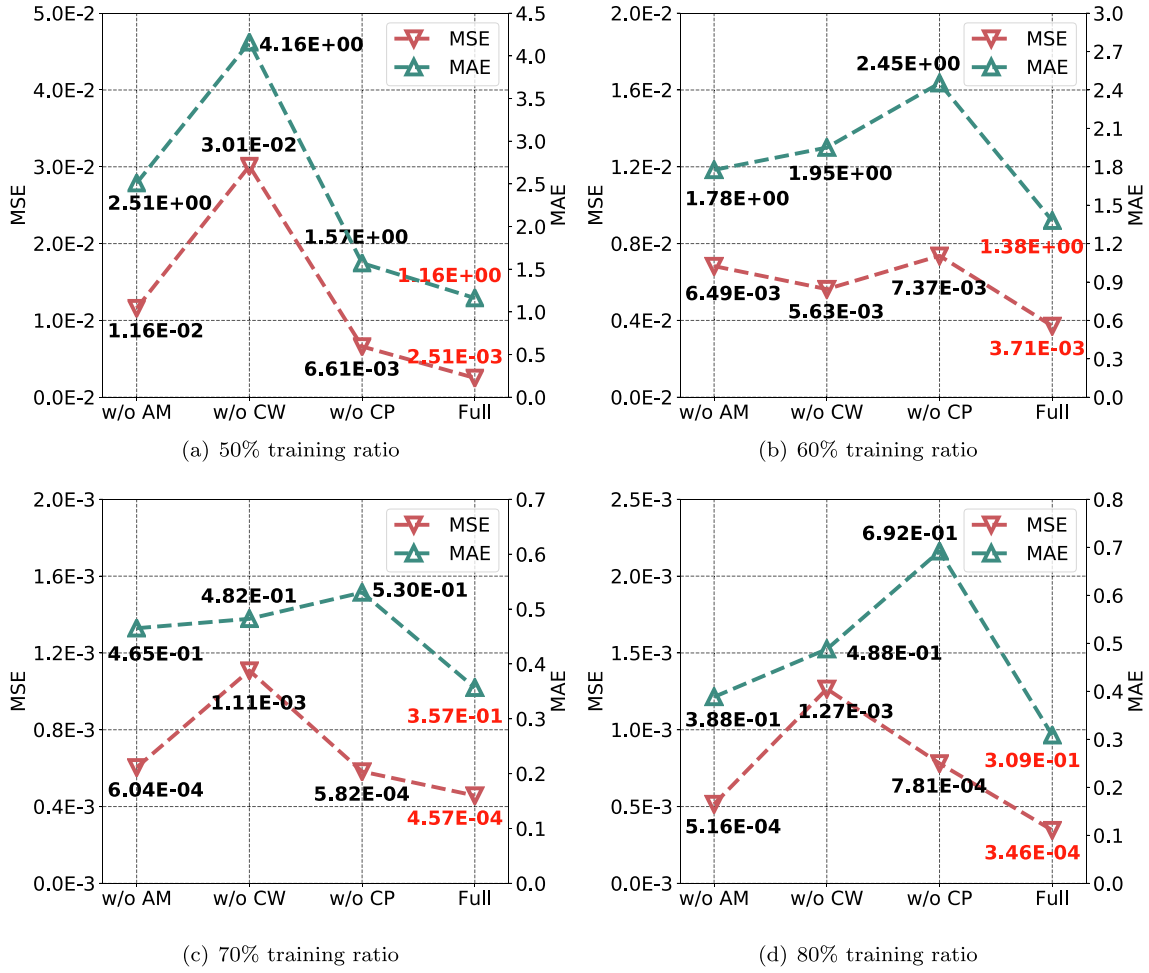 5.0E-2
4.0E-2
3.0E-2
2.0E-2
1.0E-2
0.0E-2
MSE
4.5
4.0
3.5
3.0
2.5
2.0
1.5
1.0
0.5
0.0
MAE
MSE
MAE
4.16E+00
3.01E-02
2.51E+00
1.57E+00
1.16E+00
1.16E-02
6.61E-03
2.51E-03
w/o AM w/o CW w/o CP Full
(a) 50% training ratio
2.0E-2
1.6E-2
1.2E-2
0.8E-2
0.4E-2
0.0E-2
MSE
3.0
2.7
2.4
2.1
1.8
1.5
1.2
0.9
0.6
0.3
0.0
MAE
MSE
MAE
2.45E+00
1.95E+00
1.78E+00
1.38E+00
6.49E-03
7.37E-03
5.63E-03
3.71E-03
w/o AM w/o CW w/o CP Full
(b) 60% training ratio
2.0E-3
1.6E-3
1.2E-3
0.8E-3
0.4E-3
0.0E-3
MSE
0.7
0.6
0.5
0.4
0.3
0.2
0.1
0.0
MAE
MSE
MAE
5.30E-01
4.82E-01
4.65E-01
1.11E-03
3.57E-01
6.04E-04
5.82E-04
4.57E-04
w/o AM w/o CW w/o CP Full
(c) 70% training ratio
2.5E-3
2.0E-3
1.5E-3
1.0E-3
0.5E-3
0.0E-3
MSE
0.8
0.7
0.6
0.5
0.4
0.3
0.2
0.1
0.0
MAE
MSE
MAE
6.92E-01
4.88E-01
3.88E-01
1.27E-03
3.09E-01
7.81E-04
5.16E-04
3.46E-04
w/o AM w/o CW w/o CP Full
(d) 80% training ratio